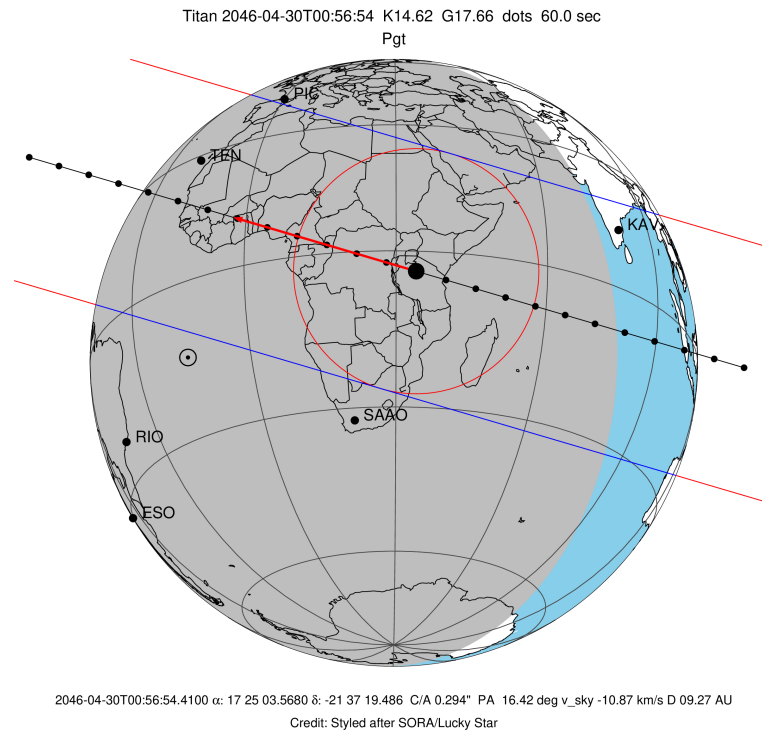 Titan 2046-04-30T00:56:54 K14.62 G17.66 dots 60.0 sec
Pgt
PIC
TEN
KAV
SAAO
RIO
ESO
2046-04-30T00:56:54.4100 α: 17 25 03.5680 δ: -21 37 19.486 C/A 0.294" PA 16.42 deg v_sky -10.87 km/s D 09.27 AU
Credit: Styled after SORA/Lucky Star